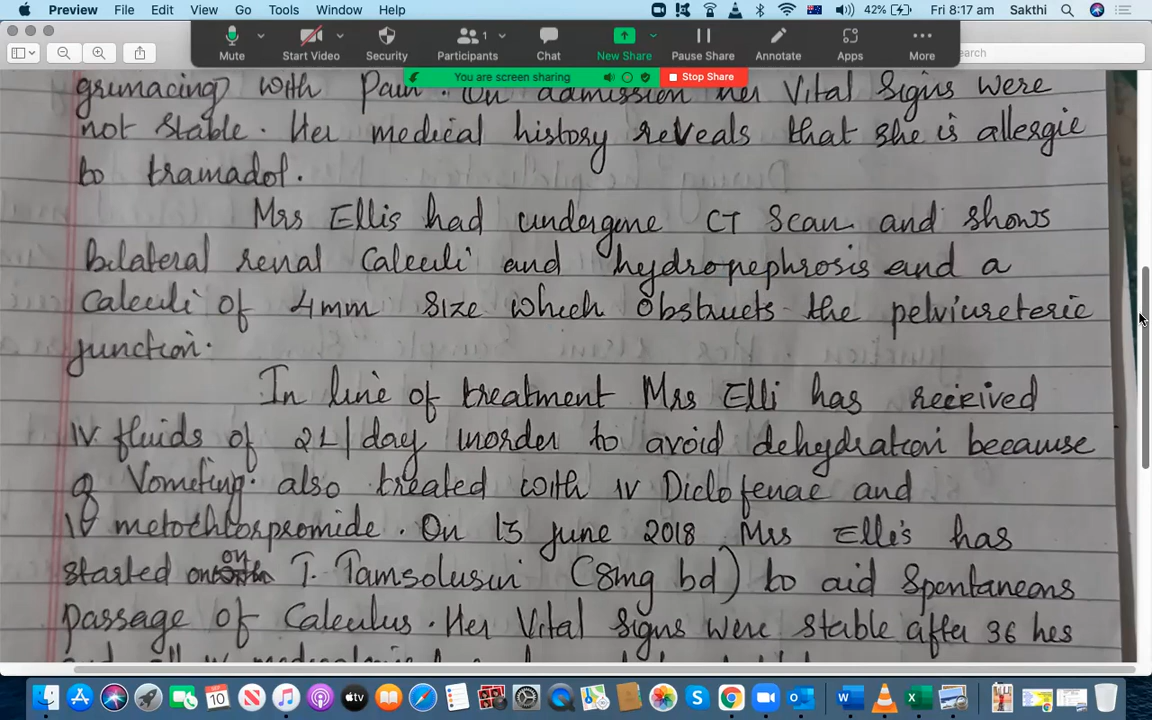 Preview File Edit View Go Tools Window Help 42% Fri 8:17 am Sakthi
Mute Start Video Security Participants 1 Chat New Share Pause Share Annotate Apps More
earch
You are screen sharing Stop Share
grimacing with Pain. On admission her Vital Signs were
not stable. Her medical history reveals that she is allergic
to tramadol.
Mrs Ellis had undergone CT Scan and shows
bilateral renal Calculi and hydronephrosis and a
Calculi of 4mm Size which Obstructs the pelviureteric
junction.
In line of treatment Mrs Elli has received
IV fluids of 2L/day inorder to avoid dehydration because
of Vomiting. also treated with IV Diclofenac and
IV metochlorpromide. On 13 June 2018 Mrs Ellis has
started on T. Tamsolusin (8mg bd) to aid Spontaneous
passage of Calculus. Her Vital Signs were stable after 36 hrs
SEP
10